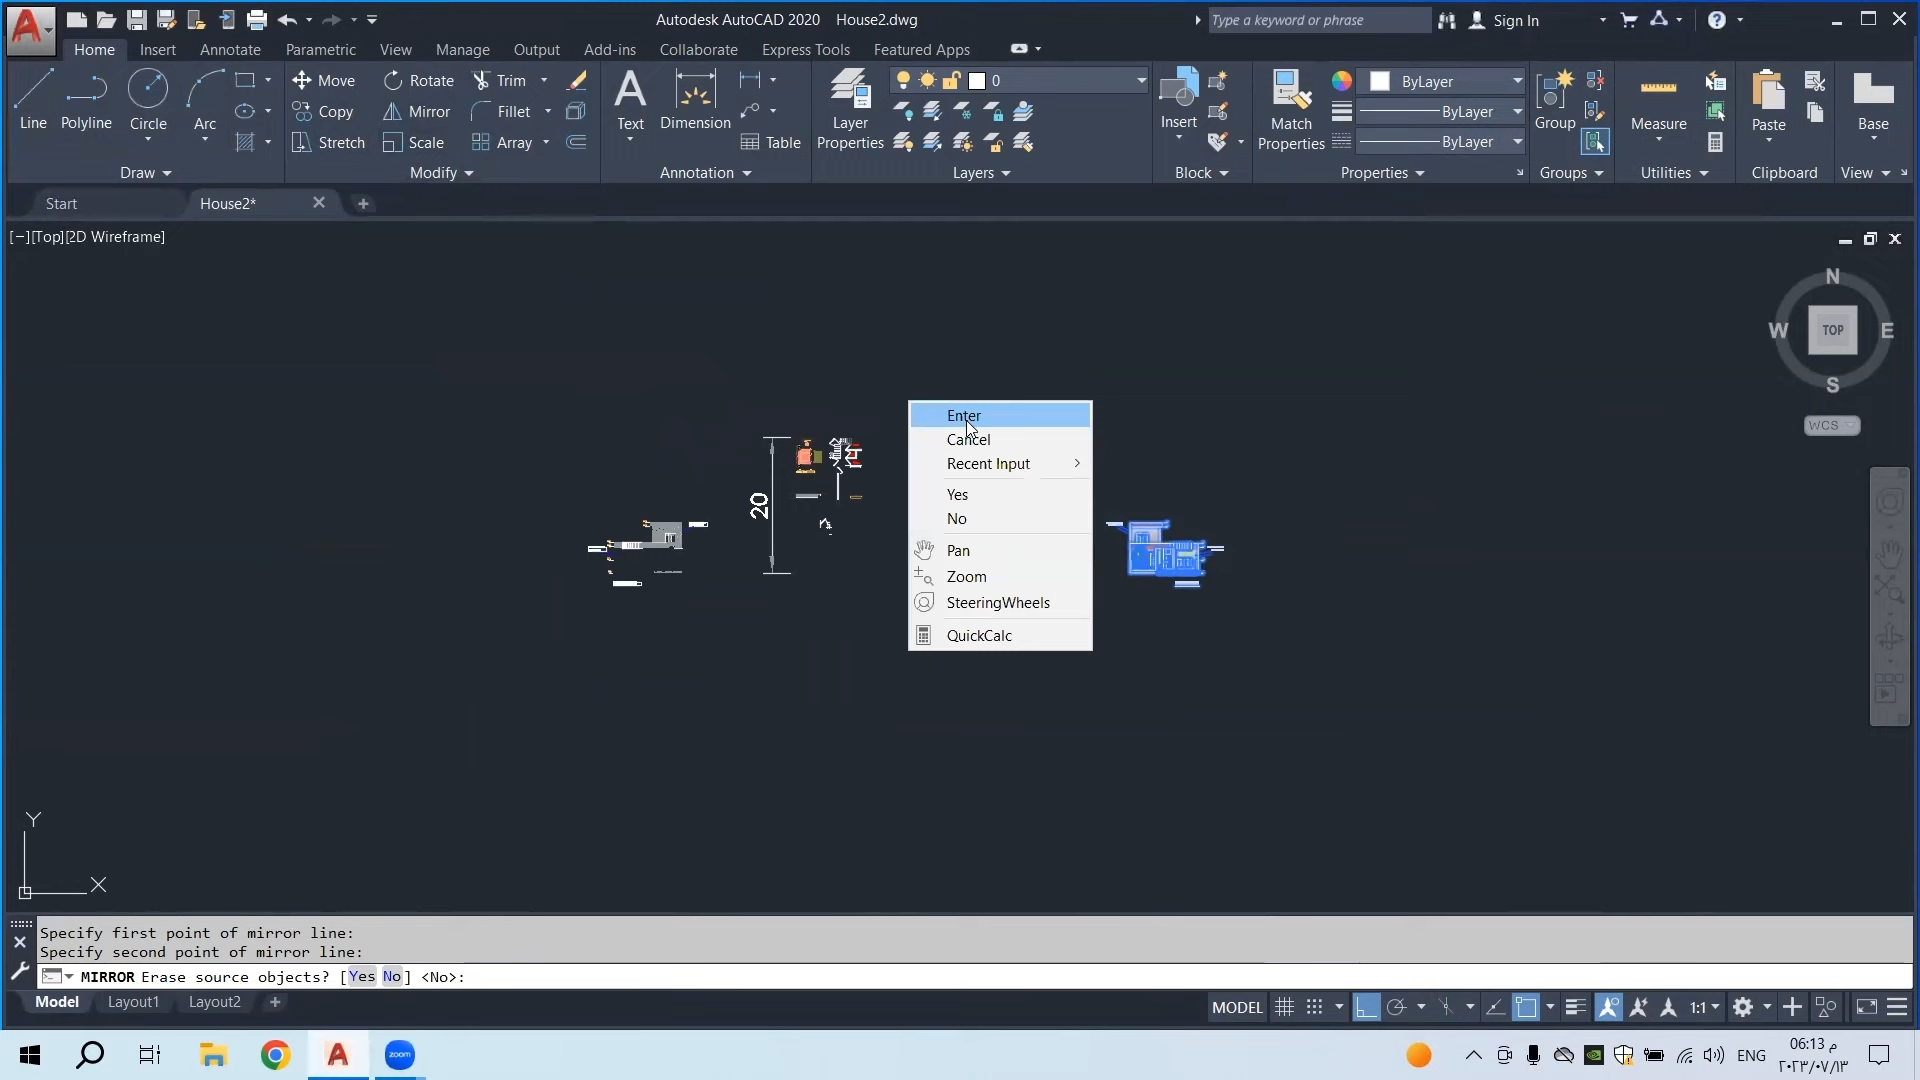 Autodesk AutoCAD 2020 House2.dwg
Type a keyword or phrase
Sign In
Home Insert Annotate Parametric View Manage Output Add-ins Collaborate Express Tools Featured Apps
Line Polyline Circle Arc
Move Rotate Trim
Copy Mirror Fillet
Stretch Scale Array
Text Dimension Table
Layer Properties
0
Insert
Match Properties
ByLayer
ByLayer
ByLayer
Group
Measure
Paste
Base
Draw Modify Annotation Layers Block Properties Groups Utilities Clipboard View
Start House2*
[−][Top][2D Wireframe]
N
W TOP E
S
WCS
20
Enter
Cancel
Recent Input
Yes
No
Pan
Zoom
SteeringWheels
QuickCalc
Y
X
Specify first point of mirror line:
Specify second point of mirror line:
MIRROR Erase source objects? [Yes No] <No>:
Model Layout1 Layout2
MODEL 1:1
zoom
ENG
06:13 م
٢٠٢٣/٠٧/١٣